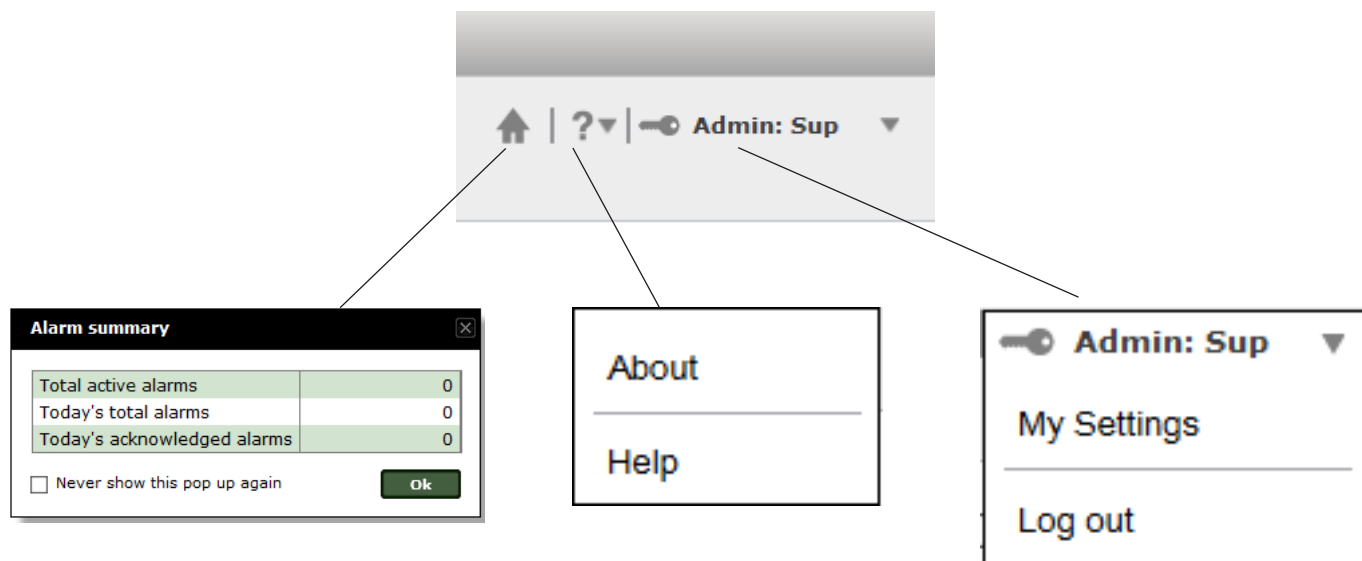 ? Admin: Sup
Alarm summary
Total active alarms 0
Today's total alarms 0
Today's acknowledged alarms 0
Never show this pop up again Ok
About
Help
Admin: Sup
My Settings
Log out